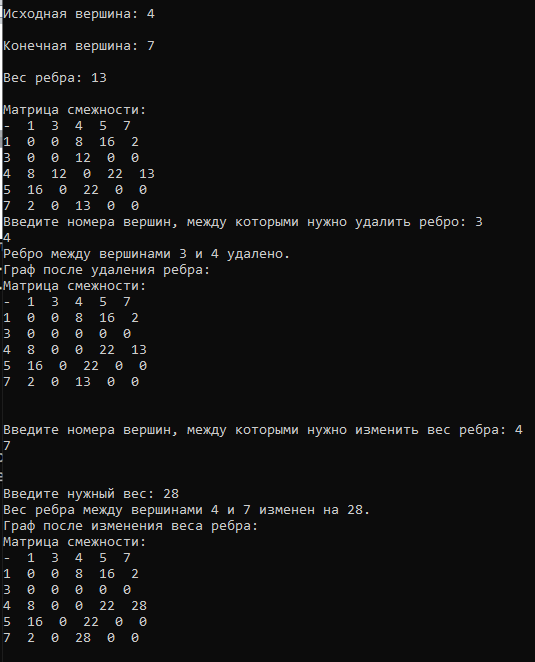 Исходная вершина: 4
Конечная вершина: 7
Вес ребра: 13
Матрица смежности:
- 1 3 4 5 7
1 0 0 8 16 2
3 0 0 12 0 0
4 8 12 0 22 13
5 16 0 22 0 0
7 2 0 13 0 0
Введите номера вершин, между которыми нужно удалить ребро: 3
4
Ребро между вершинами 3 и 4 удалено.
Граф после удаления ребра:
Матрица смежности:
- 1 3 4 5 7
1 0 0 8 16 2
3 0 0 0 0 0
4 8 0 0 22 13
5 16 0 22 0 0
7 2 0 13 0 0
Введите номера вершин, между которыми нужно изменить вес ребра: 4
7
Введите нужный вес: 28
Вес ребра между вершинами 4 и 7 изменен на 28.
Граф после изменения веса ребра:
Матрица смежности:
- 1 3 4 5 7
1 0 0 8 16 2
3 0 0 0 0 0
4 8 0 0 22 28
5 16 0 22 0 0
7 2 0 28 0 0